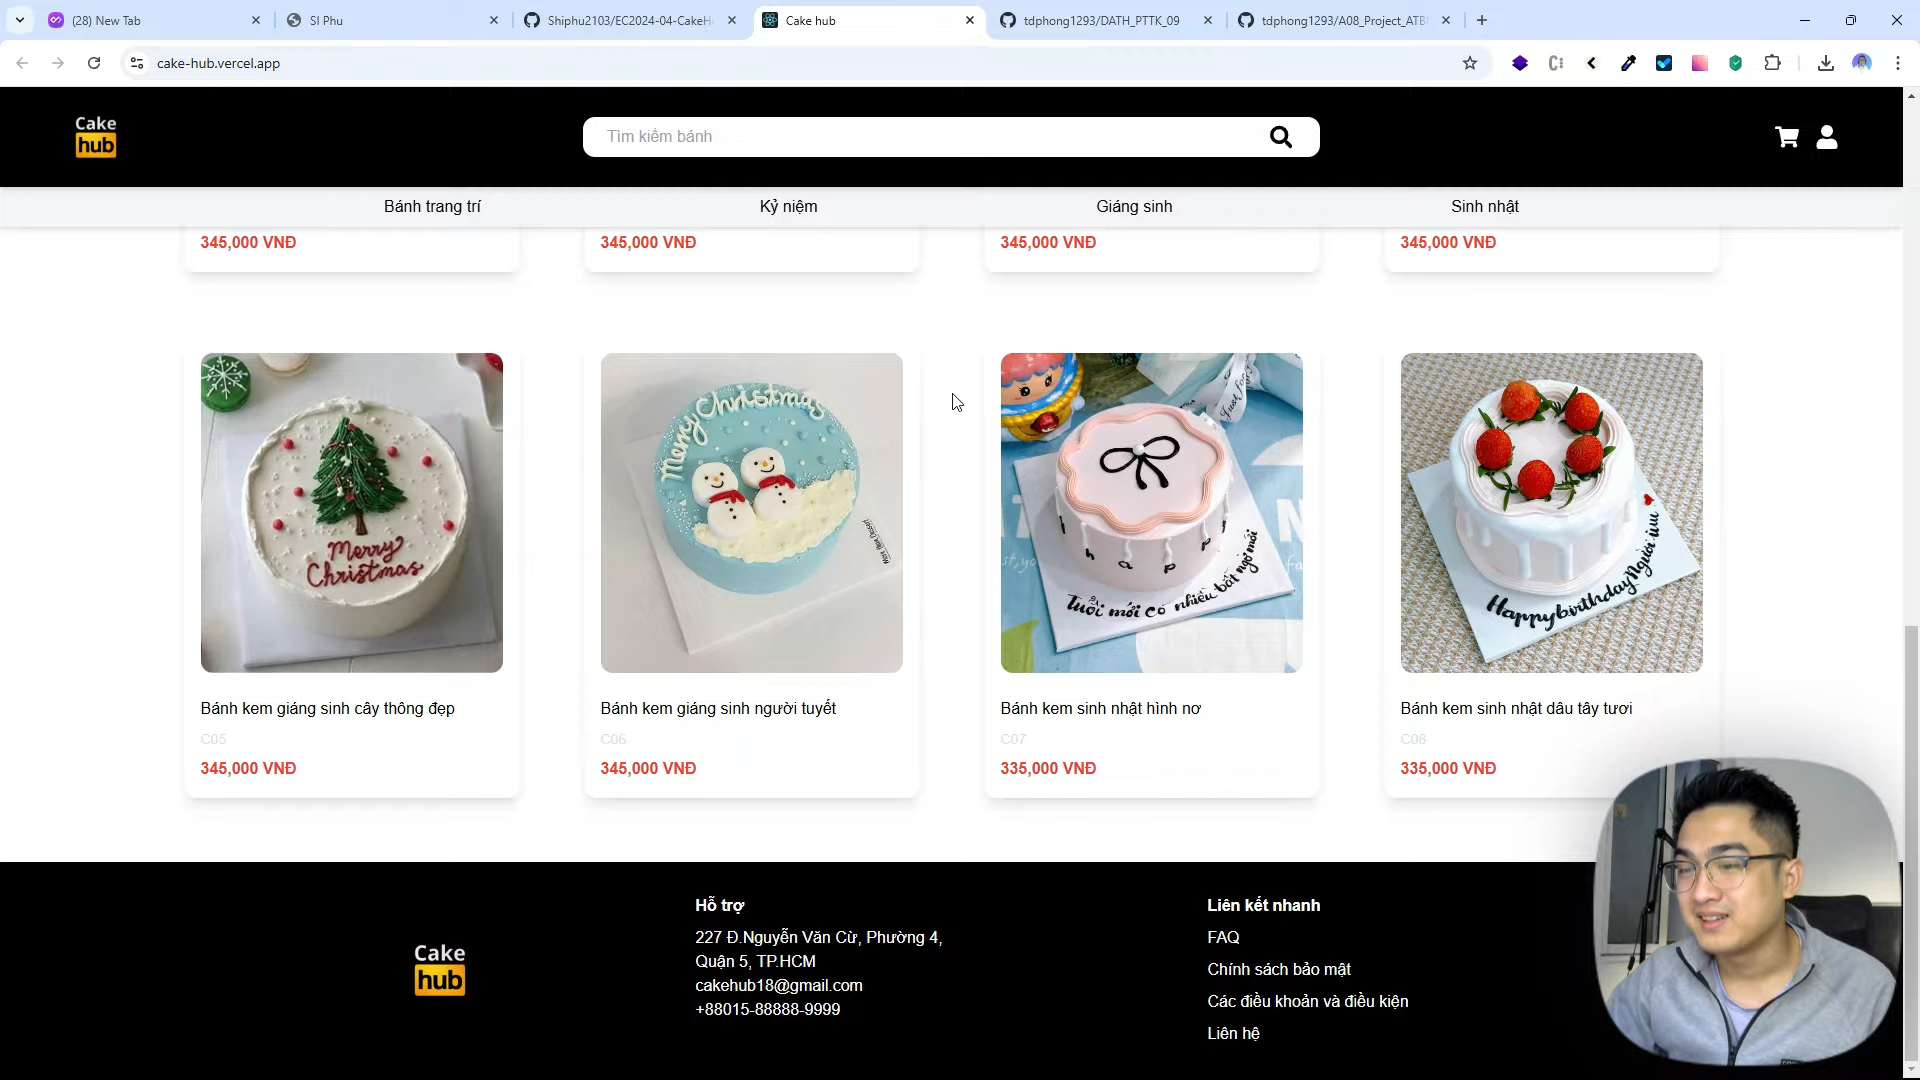 (28) New Tab
SI Phu
Shiphu2103/EC2024-04-CakeH
Cake hub
tdphong1293/DATH_PTTK_09
tdphong1293/A08_Project_ATB
cake-hub.vercel.app
Cake
hub
Tìm kiếm bánh
Bánh trang trí
Kỷ niệm
Giáng sinh
Sinh nhật
345,000 VNĐ
345,000 VNĐ
345,000 VNĐ
345,000 VNĐ
Merry
Christmas
Merry Christmas
Just for
h a p p
Tuổi mới có nhiều bất ngờ mới
Happybirthday Người iuu
Bánh kem giáng sinh cây thông đẹp
C05
345,000 VNĐ
Bánh kem giáng sinh người tuyết
C06
345,000 VNĐ
Bánh kem sinh nhật hình nơ
C07
335,000 VNĐ
Bánh kem sinh nhật dâu tây tươi
C08
335,000 VNĐ
Cake
hub
Hỗ trợ
227 Đ.Nguyễn Văn Cừ, Phường 4,
Quận 5, TP.HCM
cakehub18@gmail.com
+88015-88888-9999
Liên kết nhanh
FAQ
Chính sách bảo mật
Các điều khoản và điều kiện
Liên hệ